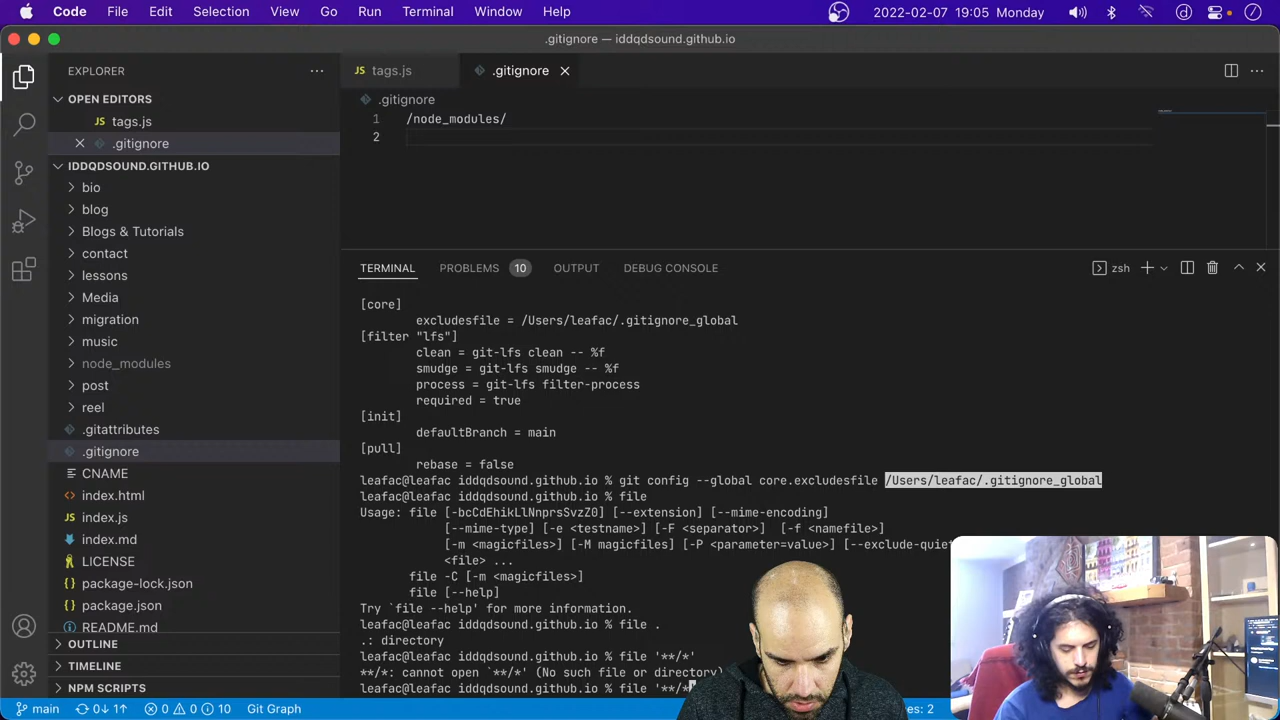 Code File Edit Selection View Go Run Terminal Window Help 2022-02-07 19:05 Monday
.gitignore — iddqdsound.github.io
EXPLORER
OPEN EDITORS
tags.js
.gitignore
IDDQDSOUND.GITHUB.IO
bio
blog
Blogs & Tutorials
contact
lessons
Media
migration
music
node_modules
post
reel
.gitattributes
.gitignore
CNAME
index.html
index.js
index.md
LICENSE
package-lock.json
package.json
README.md
OUTLINE
TIMELINE
NPM SCRIPTS
JS tags.js .gitignore
.gitignore
1 /node_modules/
2
TERMINAL PROBLEMS 10 OUTPUT DEBUG CONSOLE zsh
[core]
excludesfile = /Users/leafac/.gitignore_global
[filter "lfs"]
clean = git-lfs clean -- %f
smudge = git-lfs smudge -- %f
process = git-lfs filter-process
required = true
[init]
defaultBranch = main
[pull]
rebase = false
leafac@leafac iddqdsound.github.io % git config --global core.excludesfile /Users/leafac/.gitignore_global
leafac@leafac iddqdsound.github.io % file
Usage: file [-bcCdEhikLlNnprsSvzZ0] [--extension] [--mime-encoding]
[--mime-type] [-e <testname>] [-F <separator>] [-f <namefile>]
[-m <magicfiles>] [-M magicfiles] [-P <parameter=value>] [--exclude-quiet
<file> ...
file -C [-m <magicfiles>]
file [--help]
Try `file --help' for more information.
leafac@leafac iddqdsound.github.io % file .
.: directory
leafac@leafac iddqdsound.github.io % file '**/*'
**/*: cannot open `**/*' (No such file or directory)
leafac@leafac iddqdsound.github.io % file '**/*
main 0↓ 1↑ 0 0 10 Git Graph